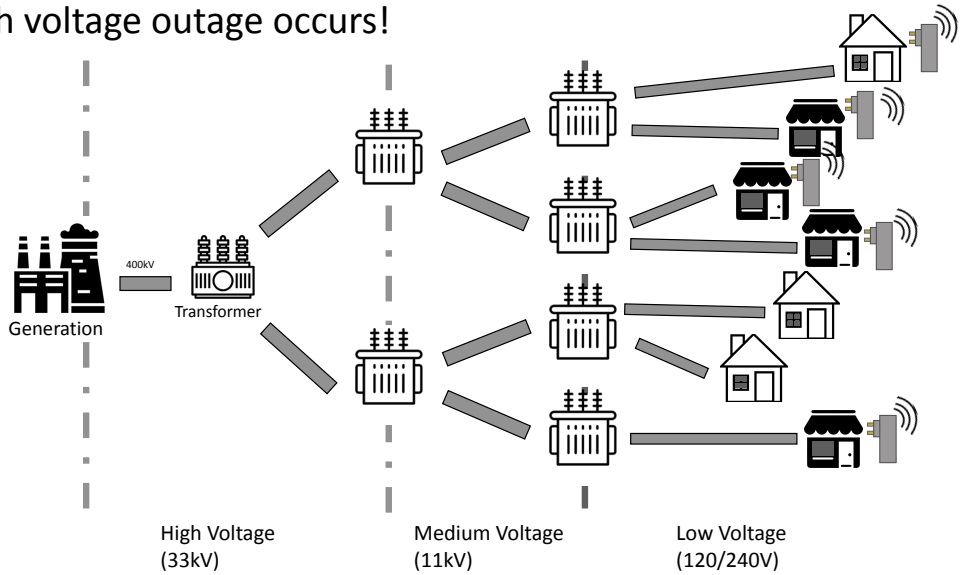 h voltage outage occurs!
400kV
Generation
Transformer
High Voltage
(33kV)
Medium Voltage
(11kV)
Low Voltage
(120/240V)